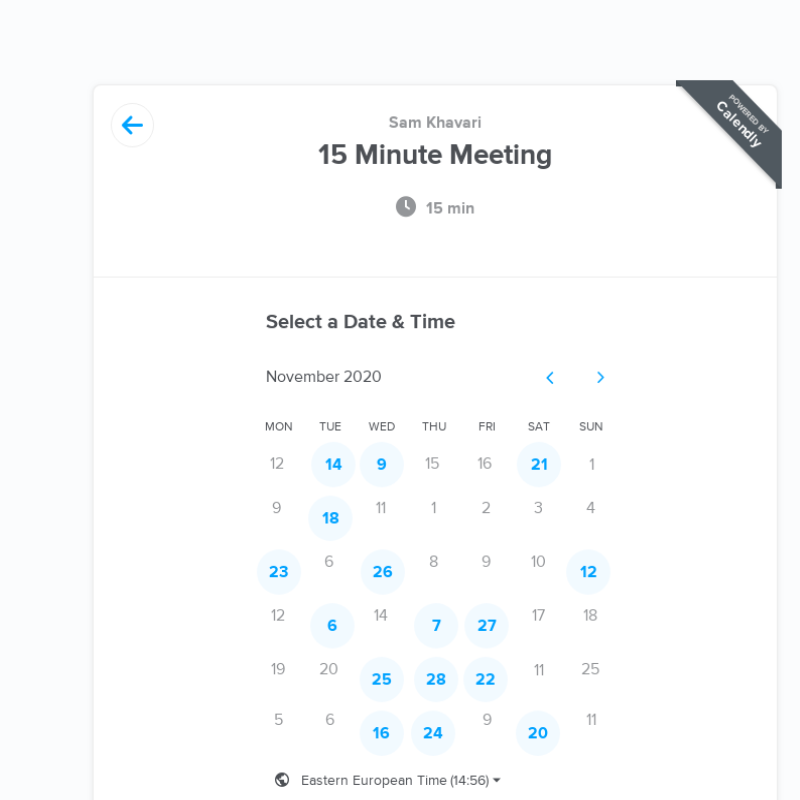 POWERED BY
Calendly
Sam Khavari
15 Minute Meeting
15 min
Select a Date & Time
November 2020
MON TUE WED THU FRI SAT SUN
12 14 9 15 16 21 1
9 18 11 1 2 3 4
23 6 26 8 9 10 12
12 6 14 7 27 17 18
19 20 25 28 22 11 25
5 6 16 24 9 20 11
Eastern European Time (14:56)